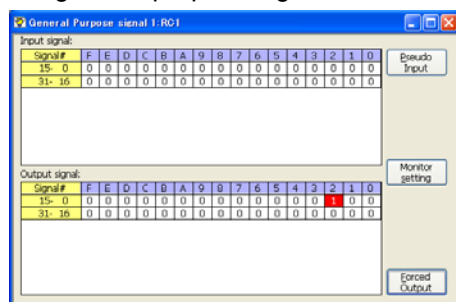 General Purpose signal 1:RC1
Input signal:
Signal# F E D C B A 9 8 7 6 5 4 3 2 1 0
15- 0 0 0 0 0 0 0 0 0 0 0 0 0 0 0 0 0
31- 16 0 0 0 0 0 0 0 0 0 0 0 0 0 0 0 0
Pseudo
Input
Monitor
setting
Output signal:
Signal# F E D C B A 9 8 7 6 5 4 3 2 1 0
15- 0 0 0 0 0 0 0 0 0 0 0 0 0 0 1 0 0
31- 16 0 0 0 0 0 0 0 0 0 0 0 0 0 0 0 0
Forced
Output